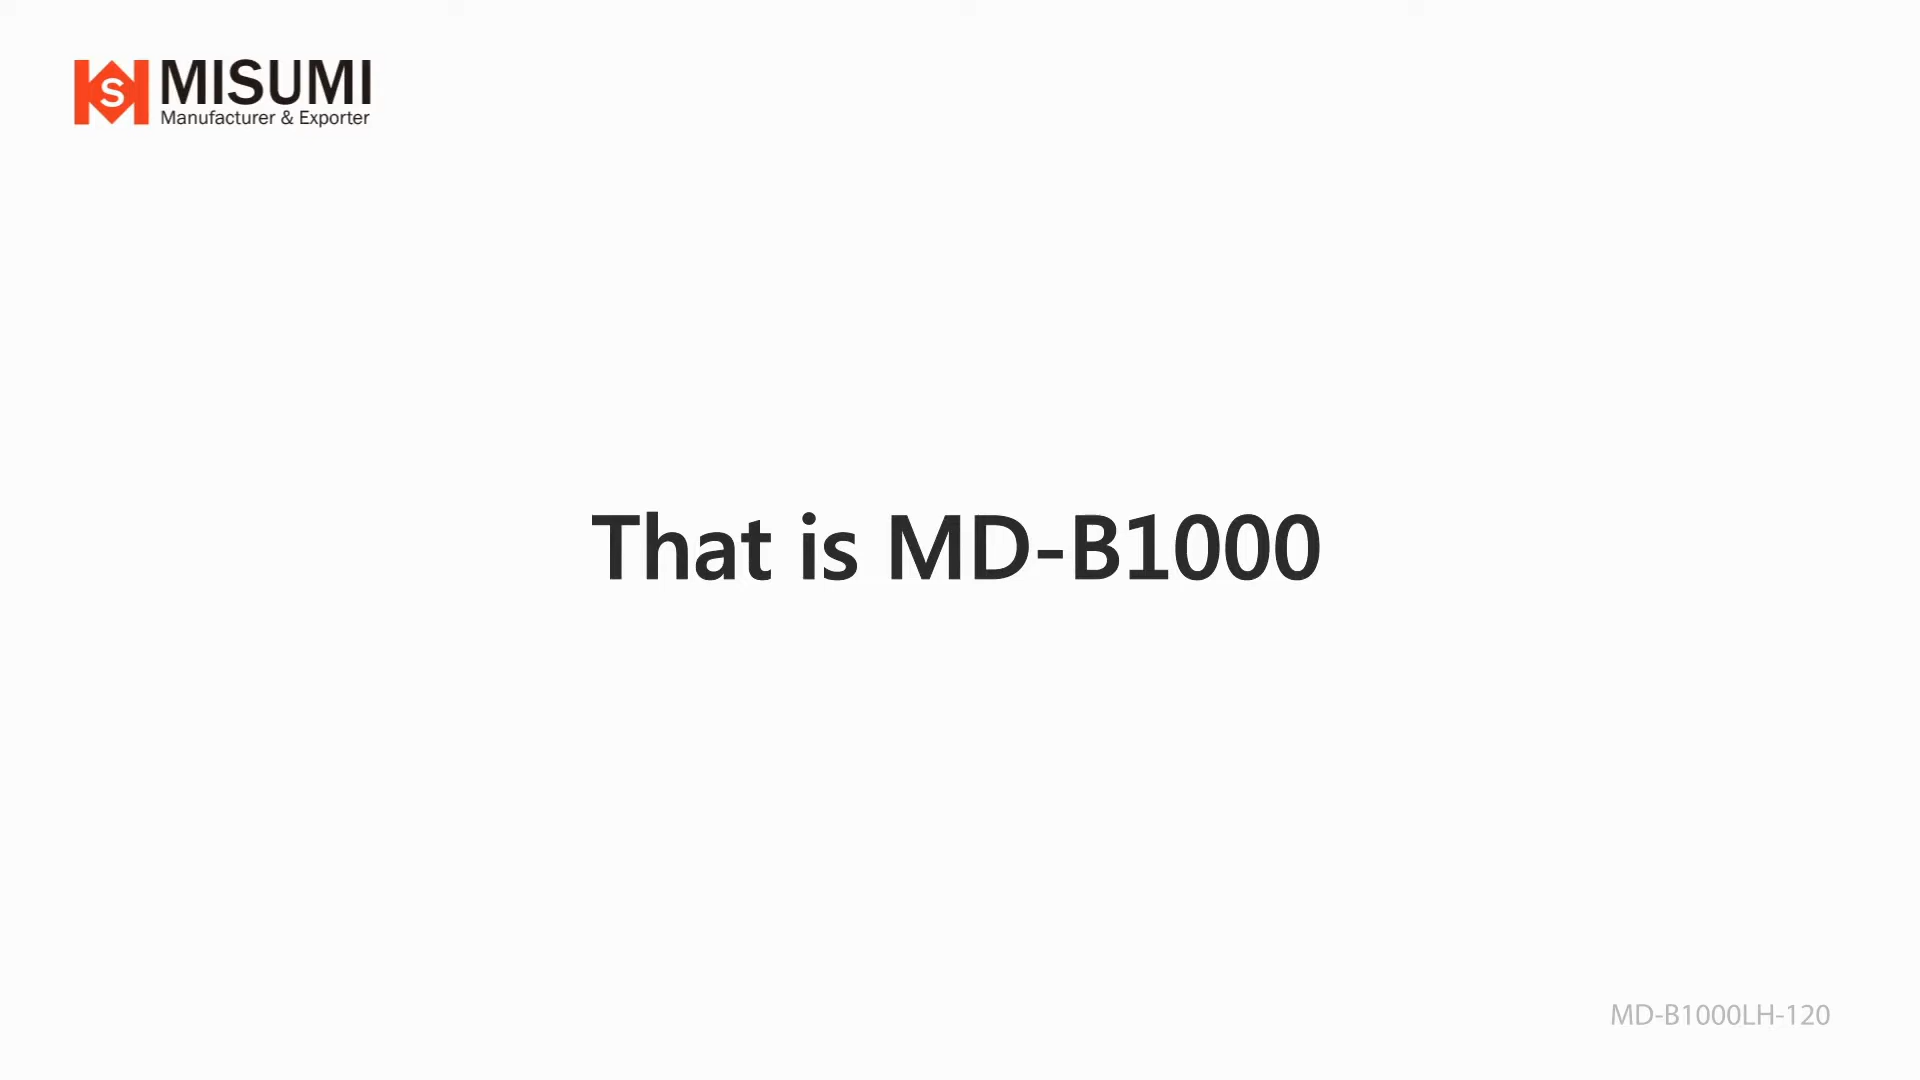 S
MISUMI
Manufacturer & Exporter
That is MD-B1000
MD-B1000LH-120